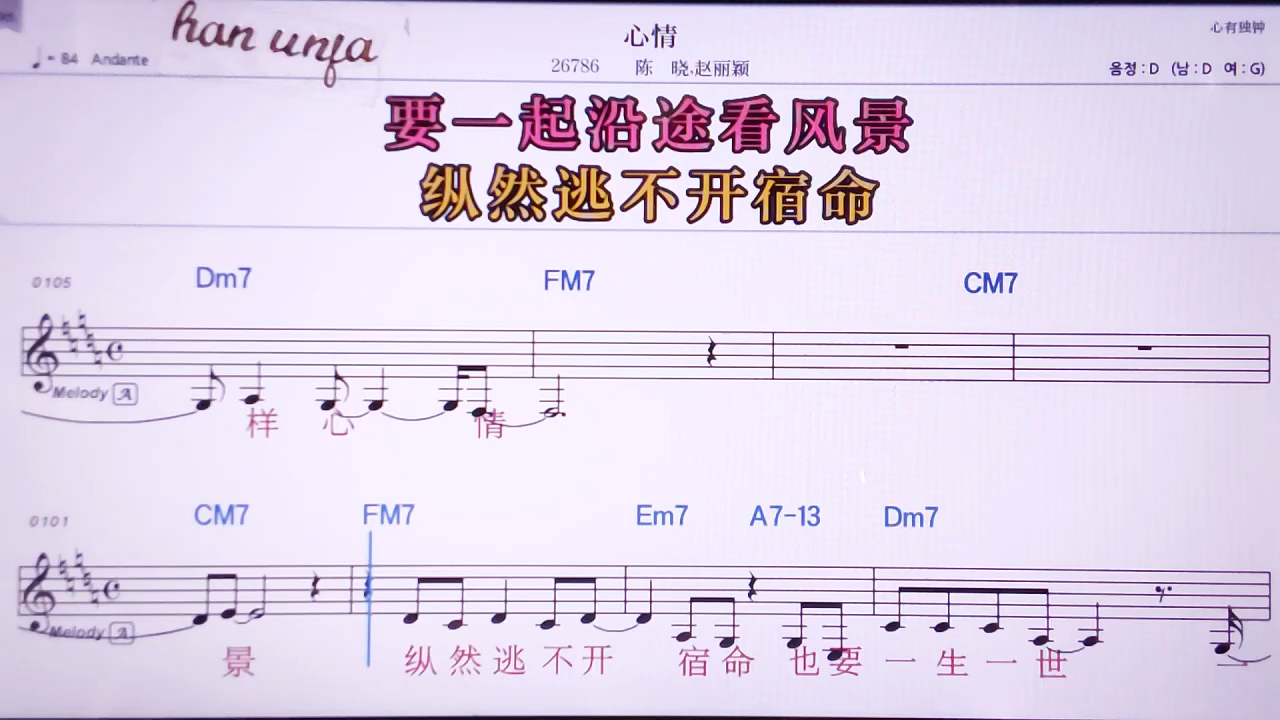 han unja
心情
心有独钟
♩= 84 Andante
26786 陈 晓,赵丽颖
음정 : D (남 : D 여 : G)
要一起沿途看风景
纵然逃不开宿命
0105 Dm7 FM7 CM7
Melody A
样 心 情
0101 CM7 FM7 Em7 A7-13 Dm7
Melody A
景 纵 然 逃 不 开 宿 命 也 要 一 生 一 世 一